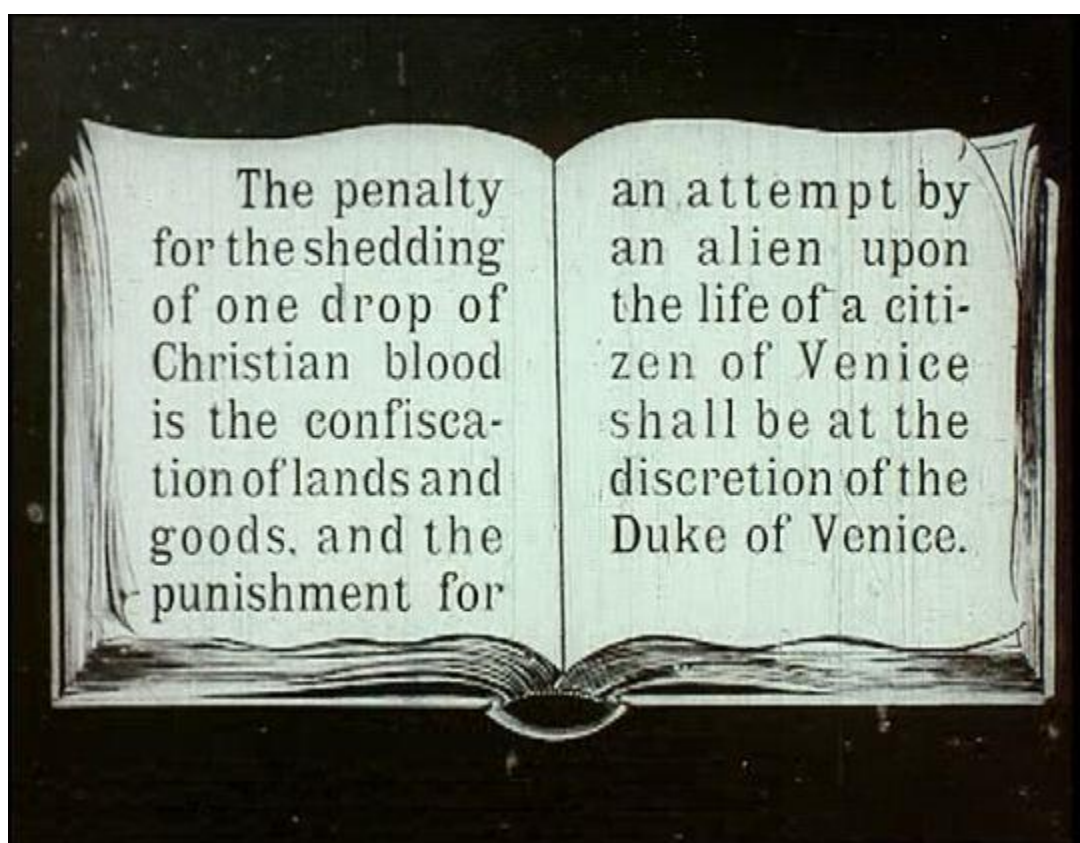 The penalty
for the shedding
of one drop of
Christian blood
is the confisca-
tion of lands and
goods, and the
punishment for
an attempt by
an alien upon
the life of a citi-
zen of Venice
shall be at the
discretion of the
Duke of Venice.